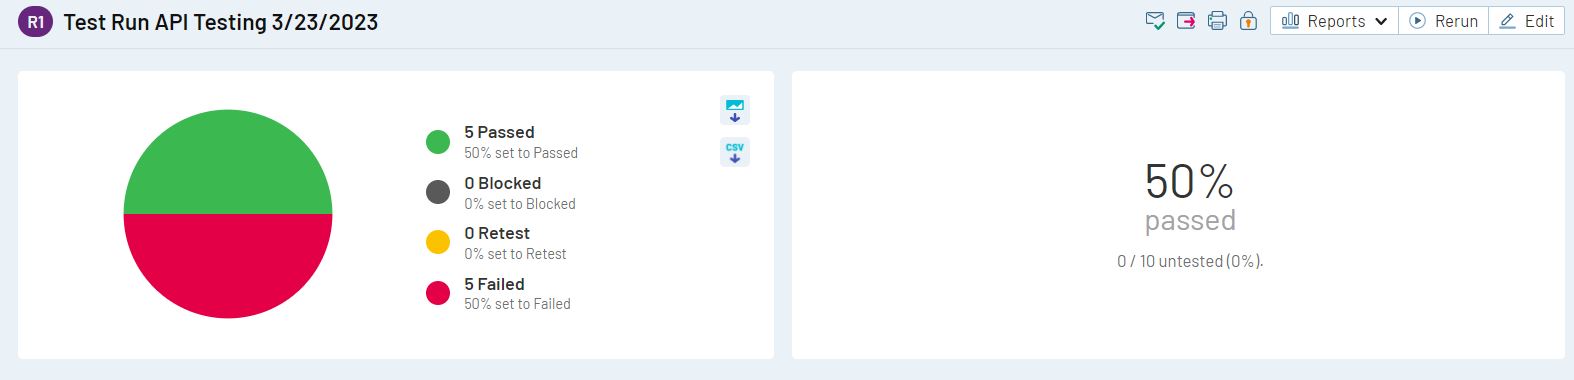 R1 Test Run API Testing 3/23/2023
Reports Rerun Edit
5 Passed
50% set to Passed
0 Blocked
0% set to Blocked
0 Retest
0% set to Retest
5 Failed
50% set to Failed
CSV
50%
passed
0 / 10 untested (0%).